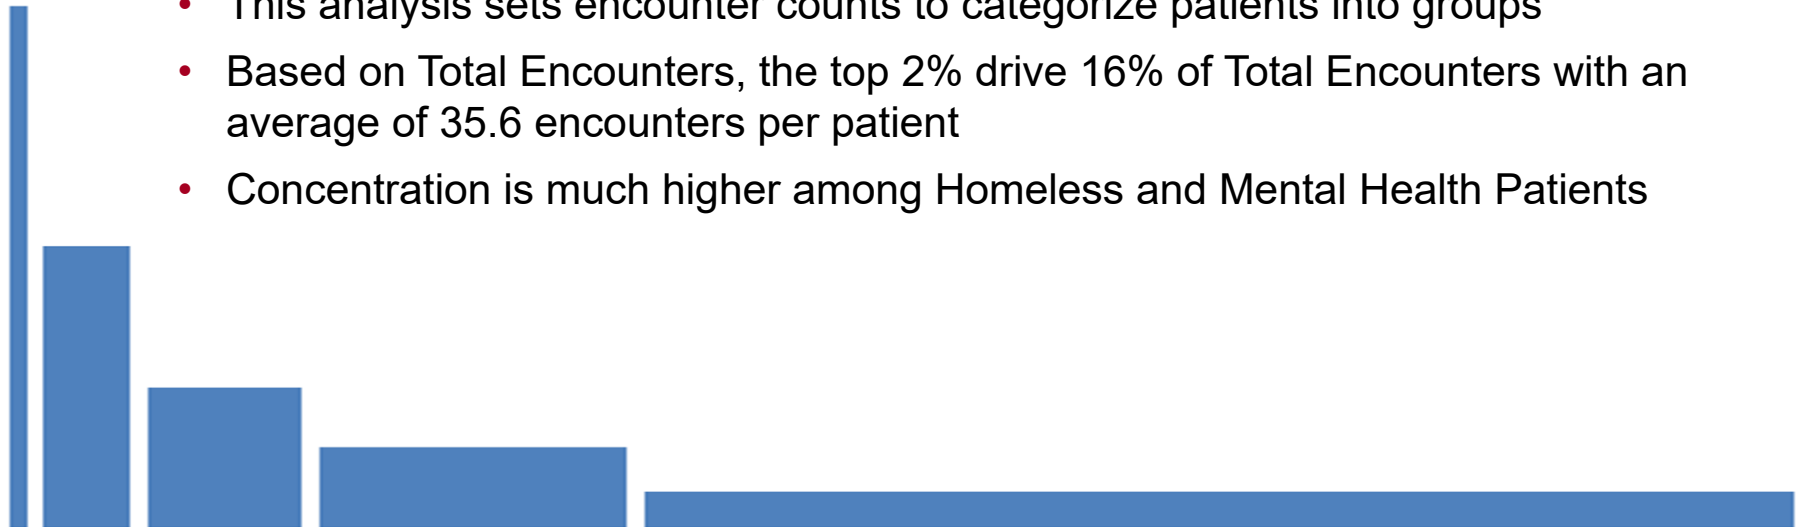 • This analysis sets encounter counts to categorize patients into groups
• Based on Total Encounters, the top 2% drive 16% of Total Encounters with an
average of 35.6 encounters per patient
• Concentration is much higher among Homeless and Mental Health Patients